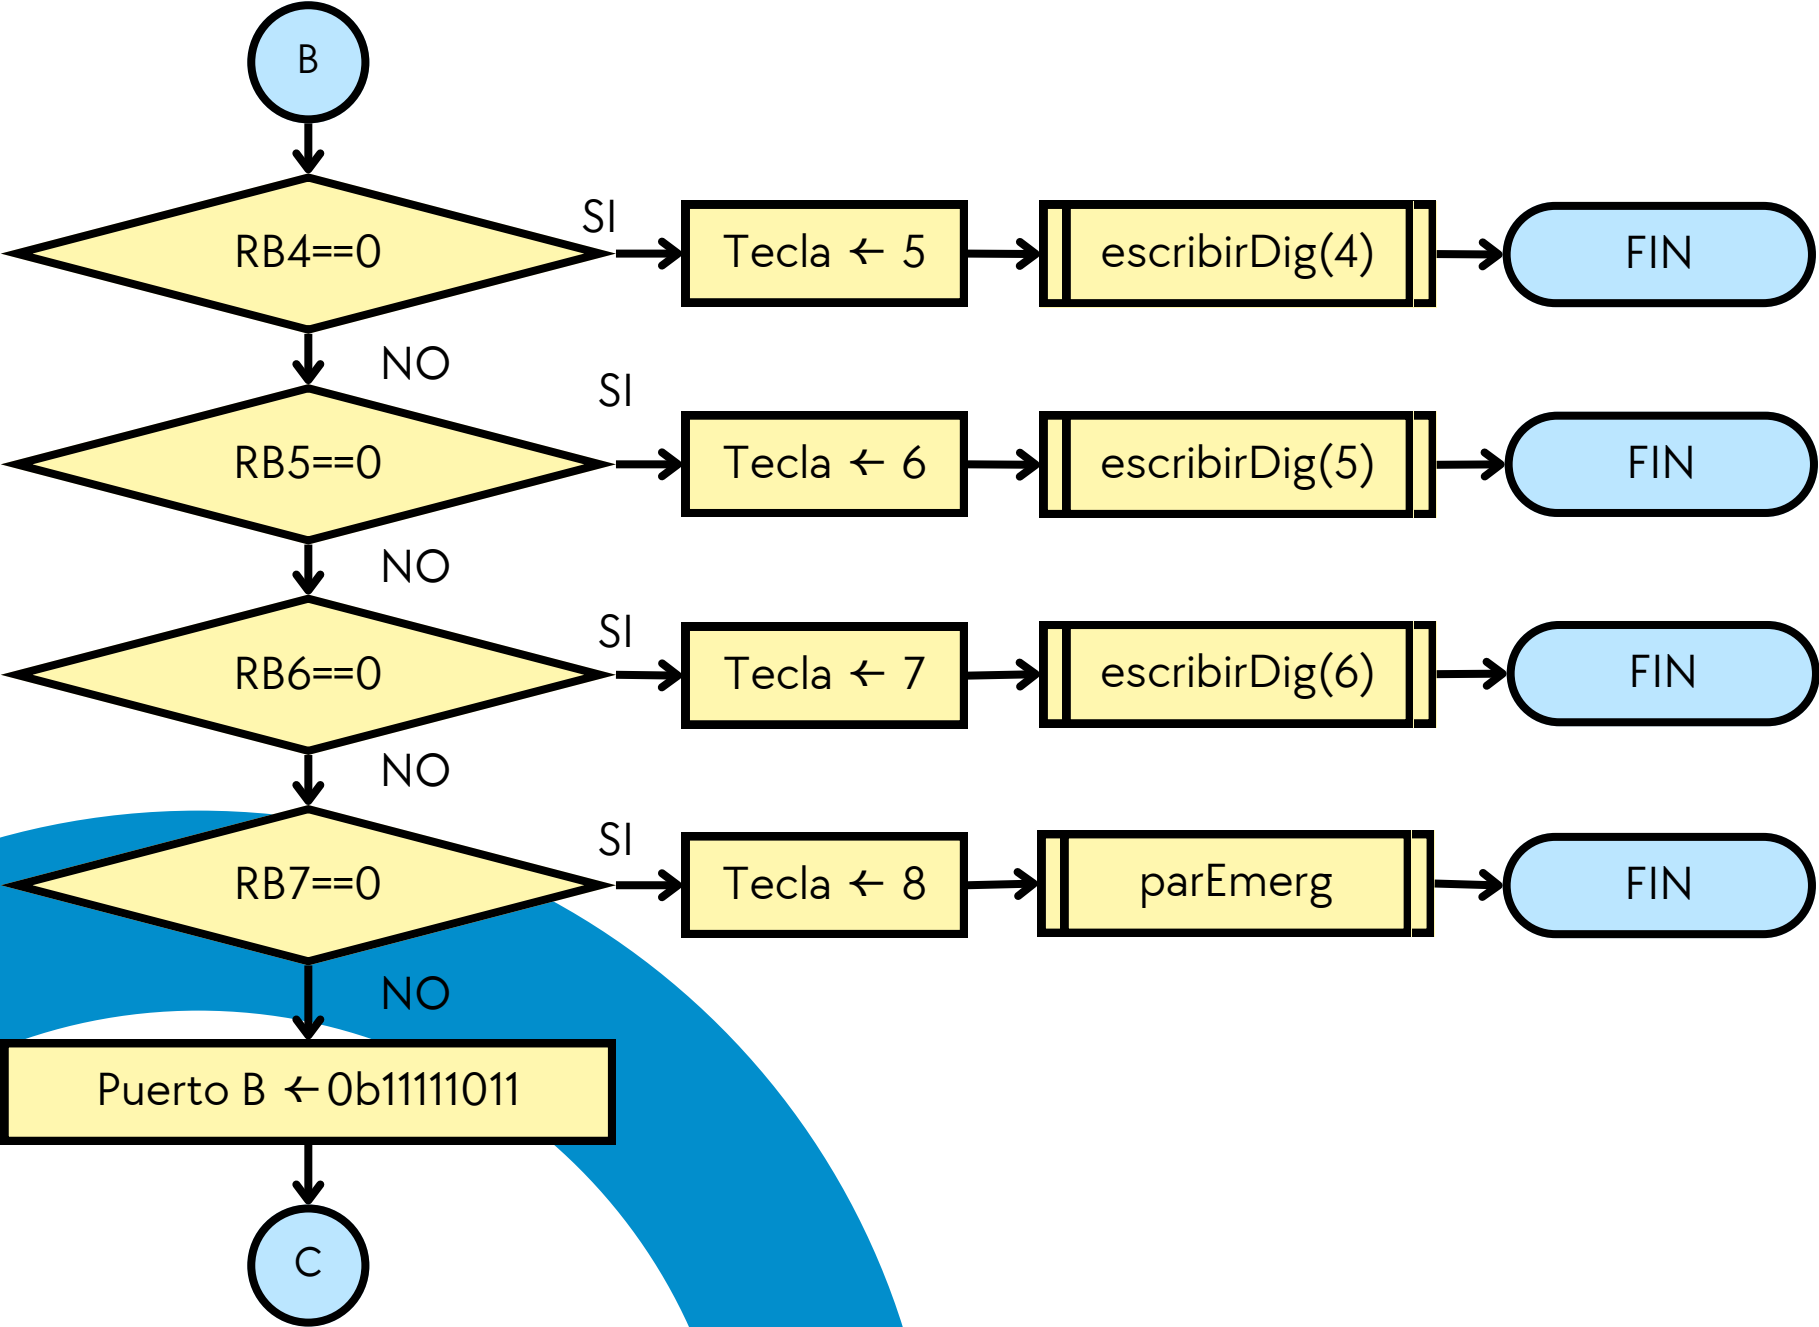 B
RB4==0
SI
Tecla ← 5
escribirDig(4)
FIN
NO
RB5==0
SI
Tecla ← 6
escribirDig(5)
FIN
NO
RB6==0
SI
Tecla ← 7
escribirDig(6)
FIN
NO
RB7==0
SI
Tecla ← 8
parEmerg
FIN
NO
Puerto B ←0b11111011
C